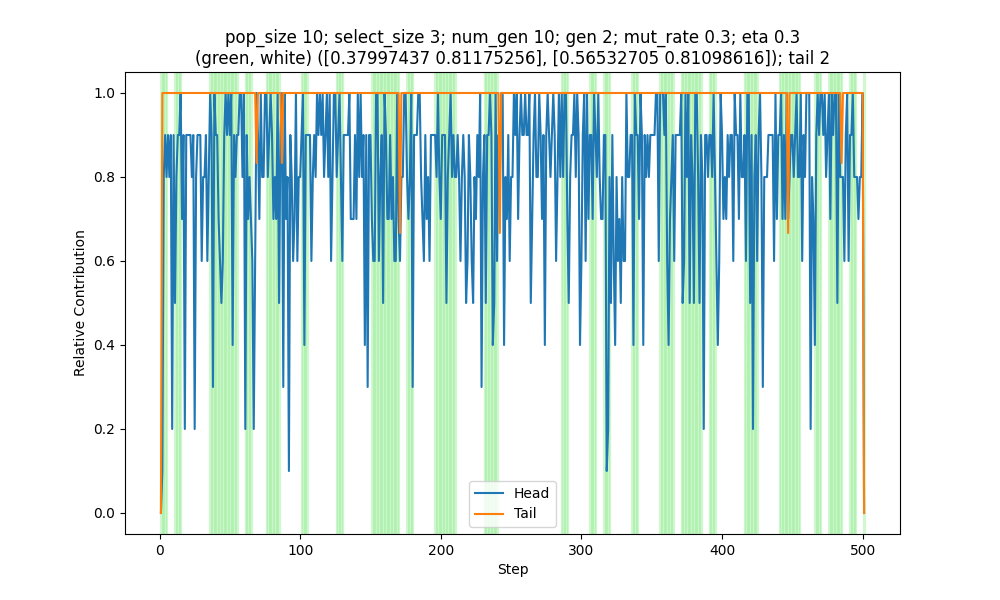 pop_size 10; select_size 3; num_gen 10; gen 2; mut_rate 0.3; eta 0.3
(green, white) ([0.37997437 0.81175256], [0.56532705 0.81098616]); tail 2
Relative Contribution
1.0
0.8
0.6
0.4
0.2
0.0
Head
Tail
0
100
200
300
400
500
Step